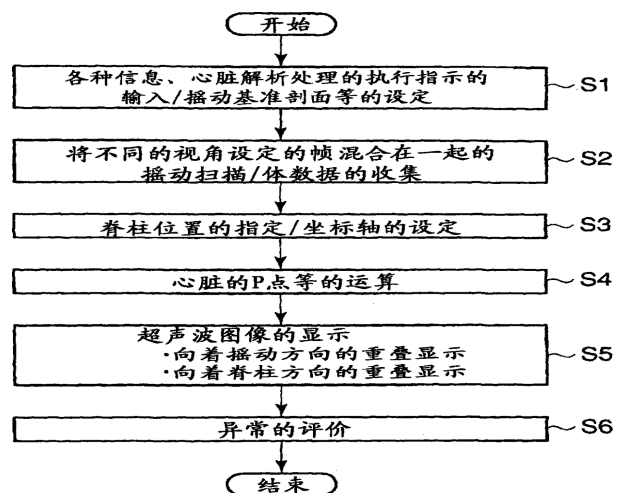 开始
各种信息、心脏解析处理的执行指示的
输入/摇动基准剖面等的设定
S1
将不同的视角设定的帧混合在一起的
摇动扫描/体数据的收集
S2
脊柱位置的指定/坐标轴的设定
S3
心脏的P点等的运算
S4
超声波图像的显示
·向着摇动方向的重叠显示
·向着脊柱方向的重叠显示
S5
异常的评价
S6
结束